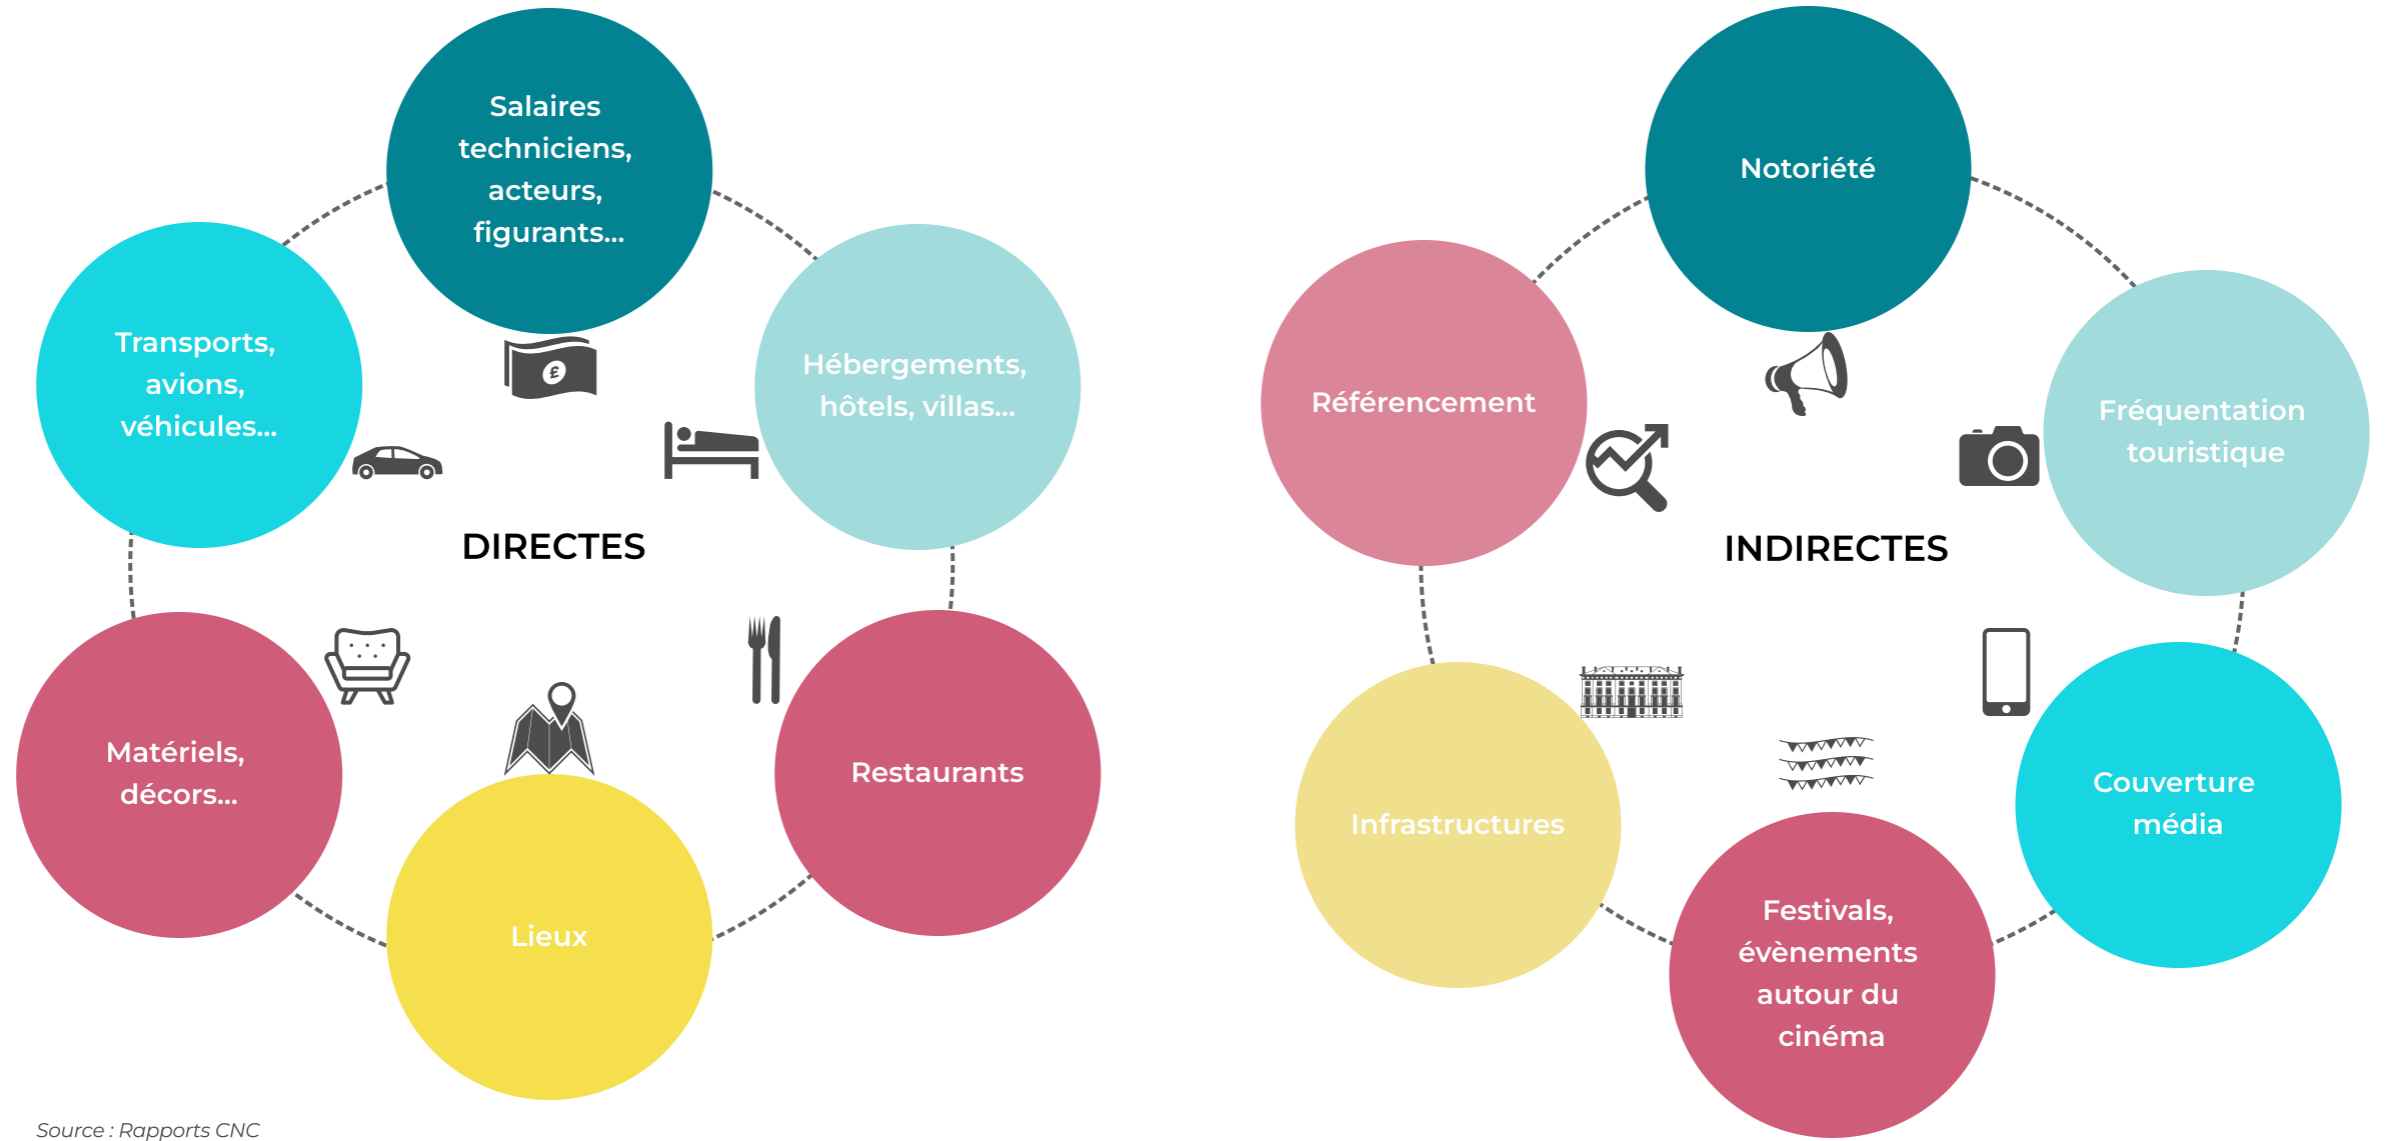 Salaires
techniciens,
acteurs,
figurants...
Transports,
avions,
véhicules...
Hébergements,
hôtels, villas...
£
DIRECTES
Matériels,
décors...
Restaurants
Lieux
Notoriété
Référencement
Fréquentation
touristique
INDIRECTES
Infrastructures
Couverture
média
Festivals,
évènements
autour du
cinéma
Source : Rapports CNC